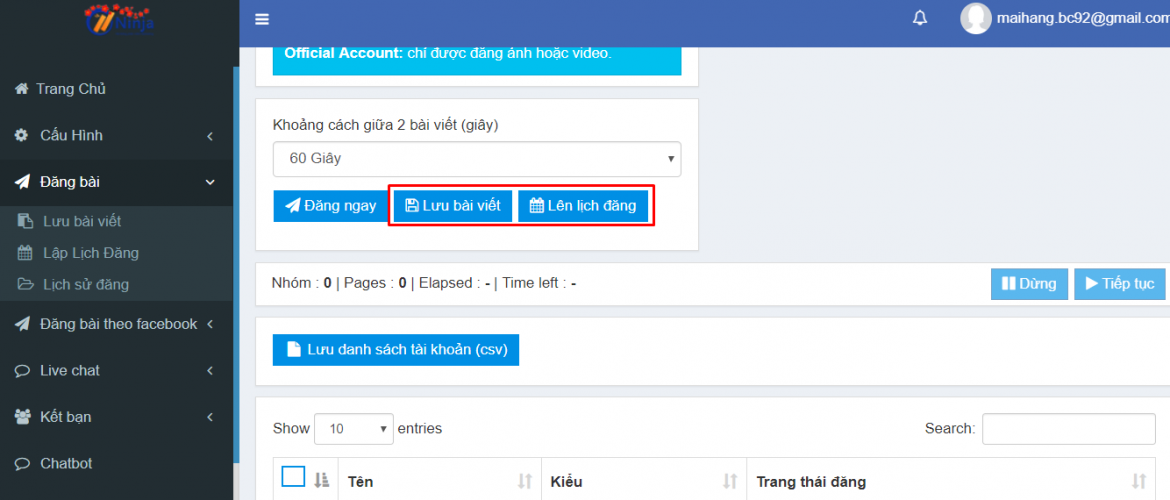 Ninja
maihang.bc92@gmail.com
Official Account: chỉ được đăng ảnh hoặc video.
Trang Chủ
Cấu Hình
Đăng bài
Lưu bài viết
Lập Lịch Đăng
Lịch sử đăng
Đăng bài theo facebook
Live chat
Kết bạn
Chatbot
Khoảng cách giữa 2 bài viết (giây)
60 Giây
Đăng ngay Lưu bài viết Lên lịch đăng
Nhóm : 0 | Pages : 0 | Elapsed : - | Time left : -
Dừng Tiếp tục
Lưu danh sách tài khoản (csv)
Show 10 entries
Search:
Tên Kiểu Trang thái đăng